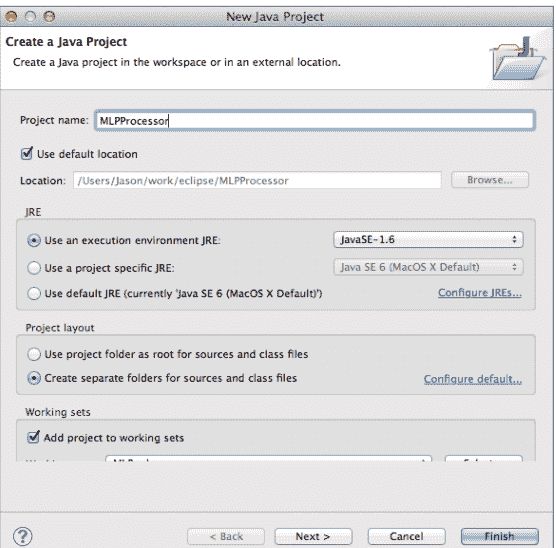 New Java Project
Create a Java Project
Create a Java project in the workspace or in an external location.
Project name: MLPProcessor
Use default location
Location: /Users/Jason/work/eclipse/MLPProcessor Browse...
JRE
Use an execution environment JRE: JavaSE-1.6
Use a project specific JRE: Java SE 6 (MacOS X Default)
Use default JRE (currently 'Java SE 6 (MacOS X Default)') Configure JREs...
Project layout
Use project folder as root for sources and class files
Create separate folders for sources and class files Configure default...
Working sets
Add project to working sets
? < Back Next > Cancel Finish